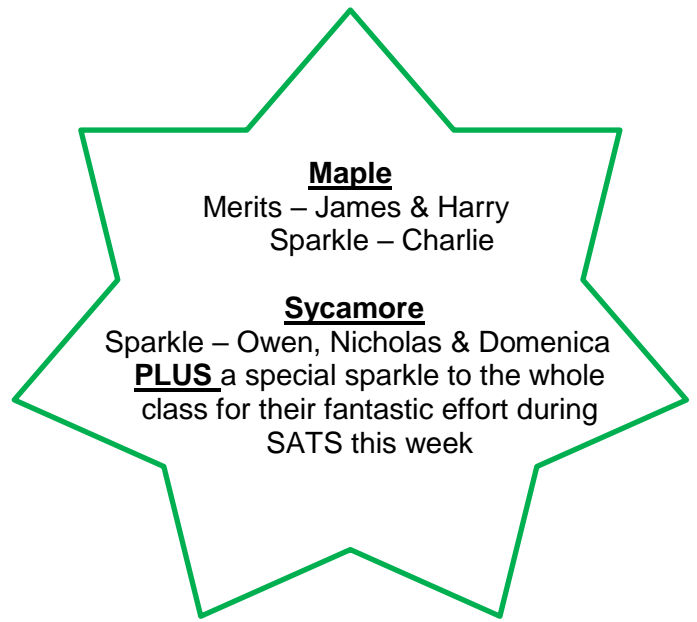 Maple
Merits – James & Harry
Sparkle – Charlie
Sycamore
Sparkle – Owen, Nicholas & Domenica
PLUS a special sparkle to the whole
class for their fantastic effort during
SATS this week